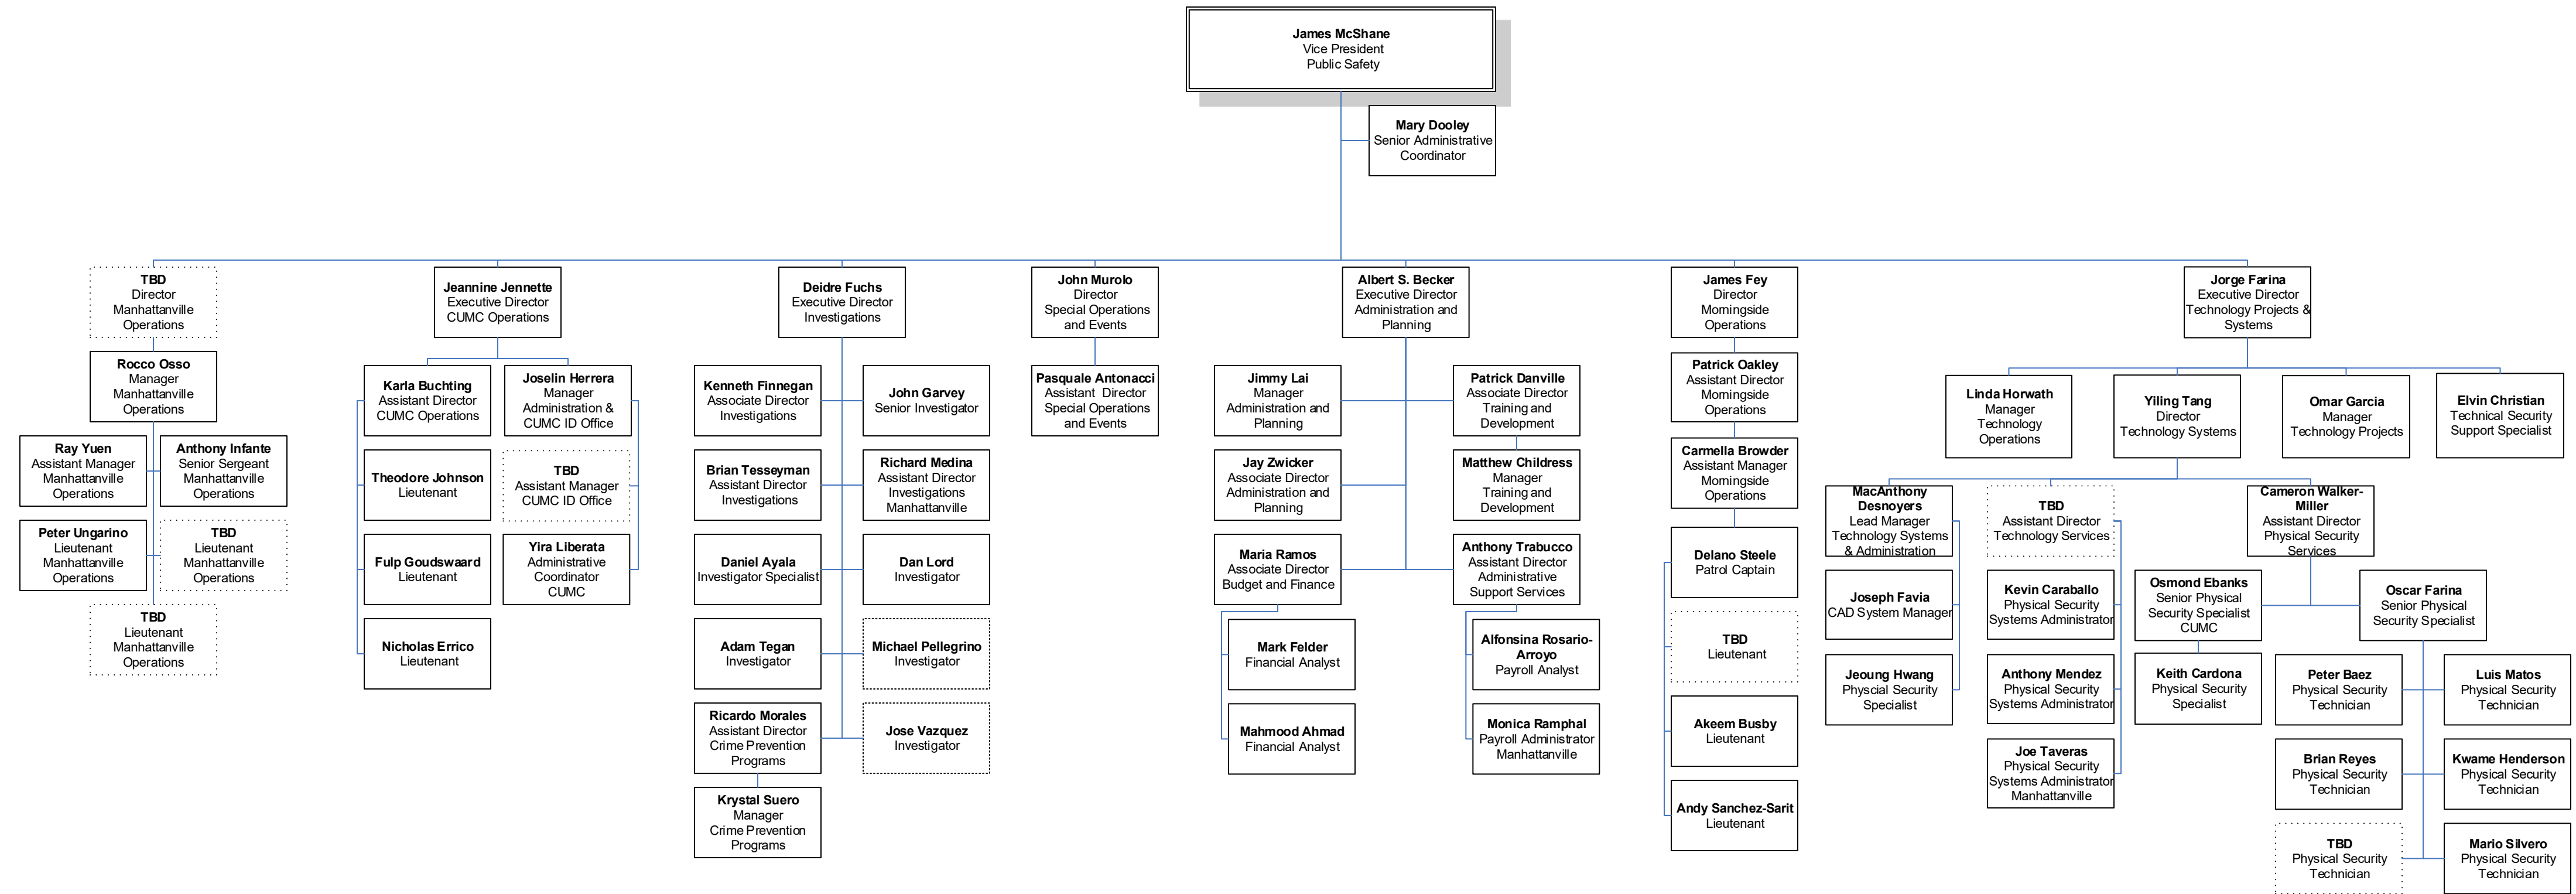 James McShane
Vice President
Public Safety
Mary Dooley
Senior Administrative
Coordinator
TBD
Director
Manhattanville
Operations
Rocco Osso
Manager
Manhattanville
Operations
Ray Yuen
Assistant Manager
Manhattanville
Operations
Anthony Infante
Senior Sergeant
Manhattanville
Operations
Peter Ungarino
Lieutenant
Manhattanville
Operations
TBD
Lieutenant
Manhattanville
Operations
TBD
Lieutenant
Manhattanville
Operations
Jeannine Jennette
Executive Director
CUMC Operations
Karla Buchting
Assistant Director
CUMC Operations
Theodore Johnson
Lieutenant
Fulp Goudswaard
Lieutenant
Nicholas Errico
Lieutenant
Joselin Herrera
Manager
Administration &
CUMC ID Office
TBD
Assistant Manager
CUMC ID Office
Yira Liberata
Administrative
Coordinator
CUMC
Deidre Fuchs
Executive Director
Investigations
Kenneth Finnegan
Associate Director
Investigations
John Garvey
Senior Investigator
Brian Tesseyman
Assistant Director
Investigations
Richard Medina
Assistant Director
Investigations
Manhattanville
Daniel Ayala
Investigator Specialist
Dan Lord
Investigator
Adam Tegan
Investigator
Michael Pellegrino
Investigator
Ricardo Morales
Assistant Director
Crime Prevention
Programs
Jose Vazquez
Investigator
Krystal Suero
Manager
Crime Prevention
Programs
John Murolo
Director
Special Operations
and Events
Pasquale Antonacci
Assistant Director
Special Operations
and Events
Albert S. Becker
Executive Director
Administration and
Planning
Jimmy Lai
Manager
Administration and
Planning
Patrick Danville
Associate Director
Training and
Development
Jay Zwicker
Associate Director
Administration and
Planning
Matthew Childress
Manager
Training and
Development
Maria Ramos
Associate Director
Budget and Finance
Anthony Trabucco
Assistant Director
Administrative
Support Services
Mark Felder
Financial Analyst
Mahmood Ahmad
Financial Analyst
Alfonsina Rosario-
Arroyo
Payroll Analyst
Monica Ramphal
Payroll Administrator
Manhattanville
James Fey
Director
Morningside
Operations
Patrick Oakley
Assistant Director
Morningside
Operations
Carmella Browder
Assistant Manager
Morningside
Operations
Delano Steele
Patrol Captain
TBD
Lieutenant
Akeem Busby
Lieutenant
Andy Sanchez-Sarit
Lieutenant
Jorge Farina
Executive Director
Technology Projects &
Systems
Linda Horwath
Manager
Technology
Operations
Yiling Tang
Director
Technology Systems
Omar Garcia
Manager
Technology Projects
Elvin Christian
Technical Security
Support Specialist
MacAnthony
Desnoyers
Lead Manager
Technology Systems
& Administration
Joseph Favia
CAD System Manager
Jeoung Hwang
Physcial Security
Specialist
TBD
Assistant Director
Technology Services
Kevin Caraballo
Physical Security
Systems Administrator
Anthony Mendez
Physical Security
Systems Administrator
Joe Taveras
Physical Security
Systems Administrator
Manhattanville
Cameron Walker-
Miller
Assistant Director
Physical Security
Services
Osmond Ebanks
Senior Physical
Security Specialist
CUMC
Keith Cardona
Physical Security
Specialist
Oscar Farina
Senior Physical
Security Specialist
Peter Baez
Physical Security
Technician
Luis Matos
Physical Security
Technician
Brian Reyes
Physical Security
Technician
Kwame Henderson
Physical Security
Technician
TBD
Physical Security
Technician
Mario Silvero
Physical Security
Technician